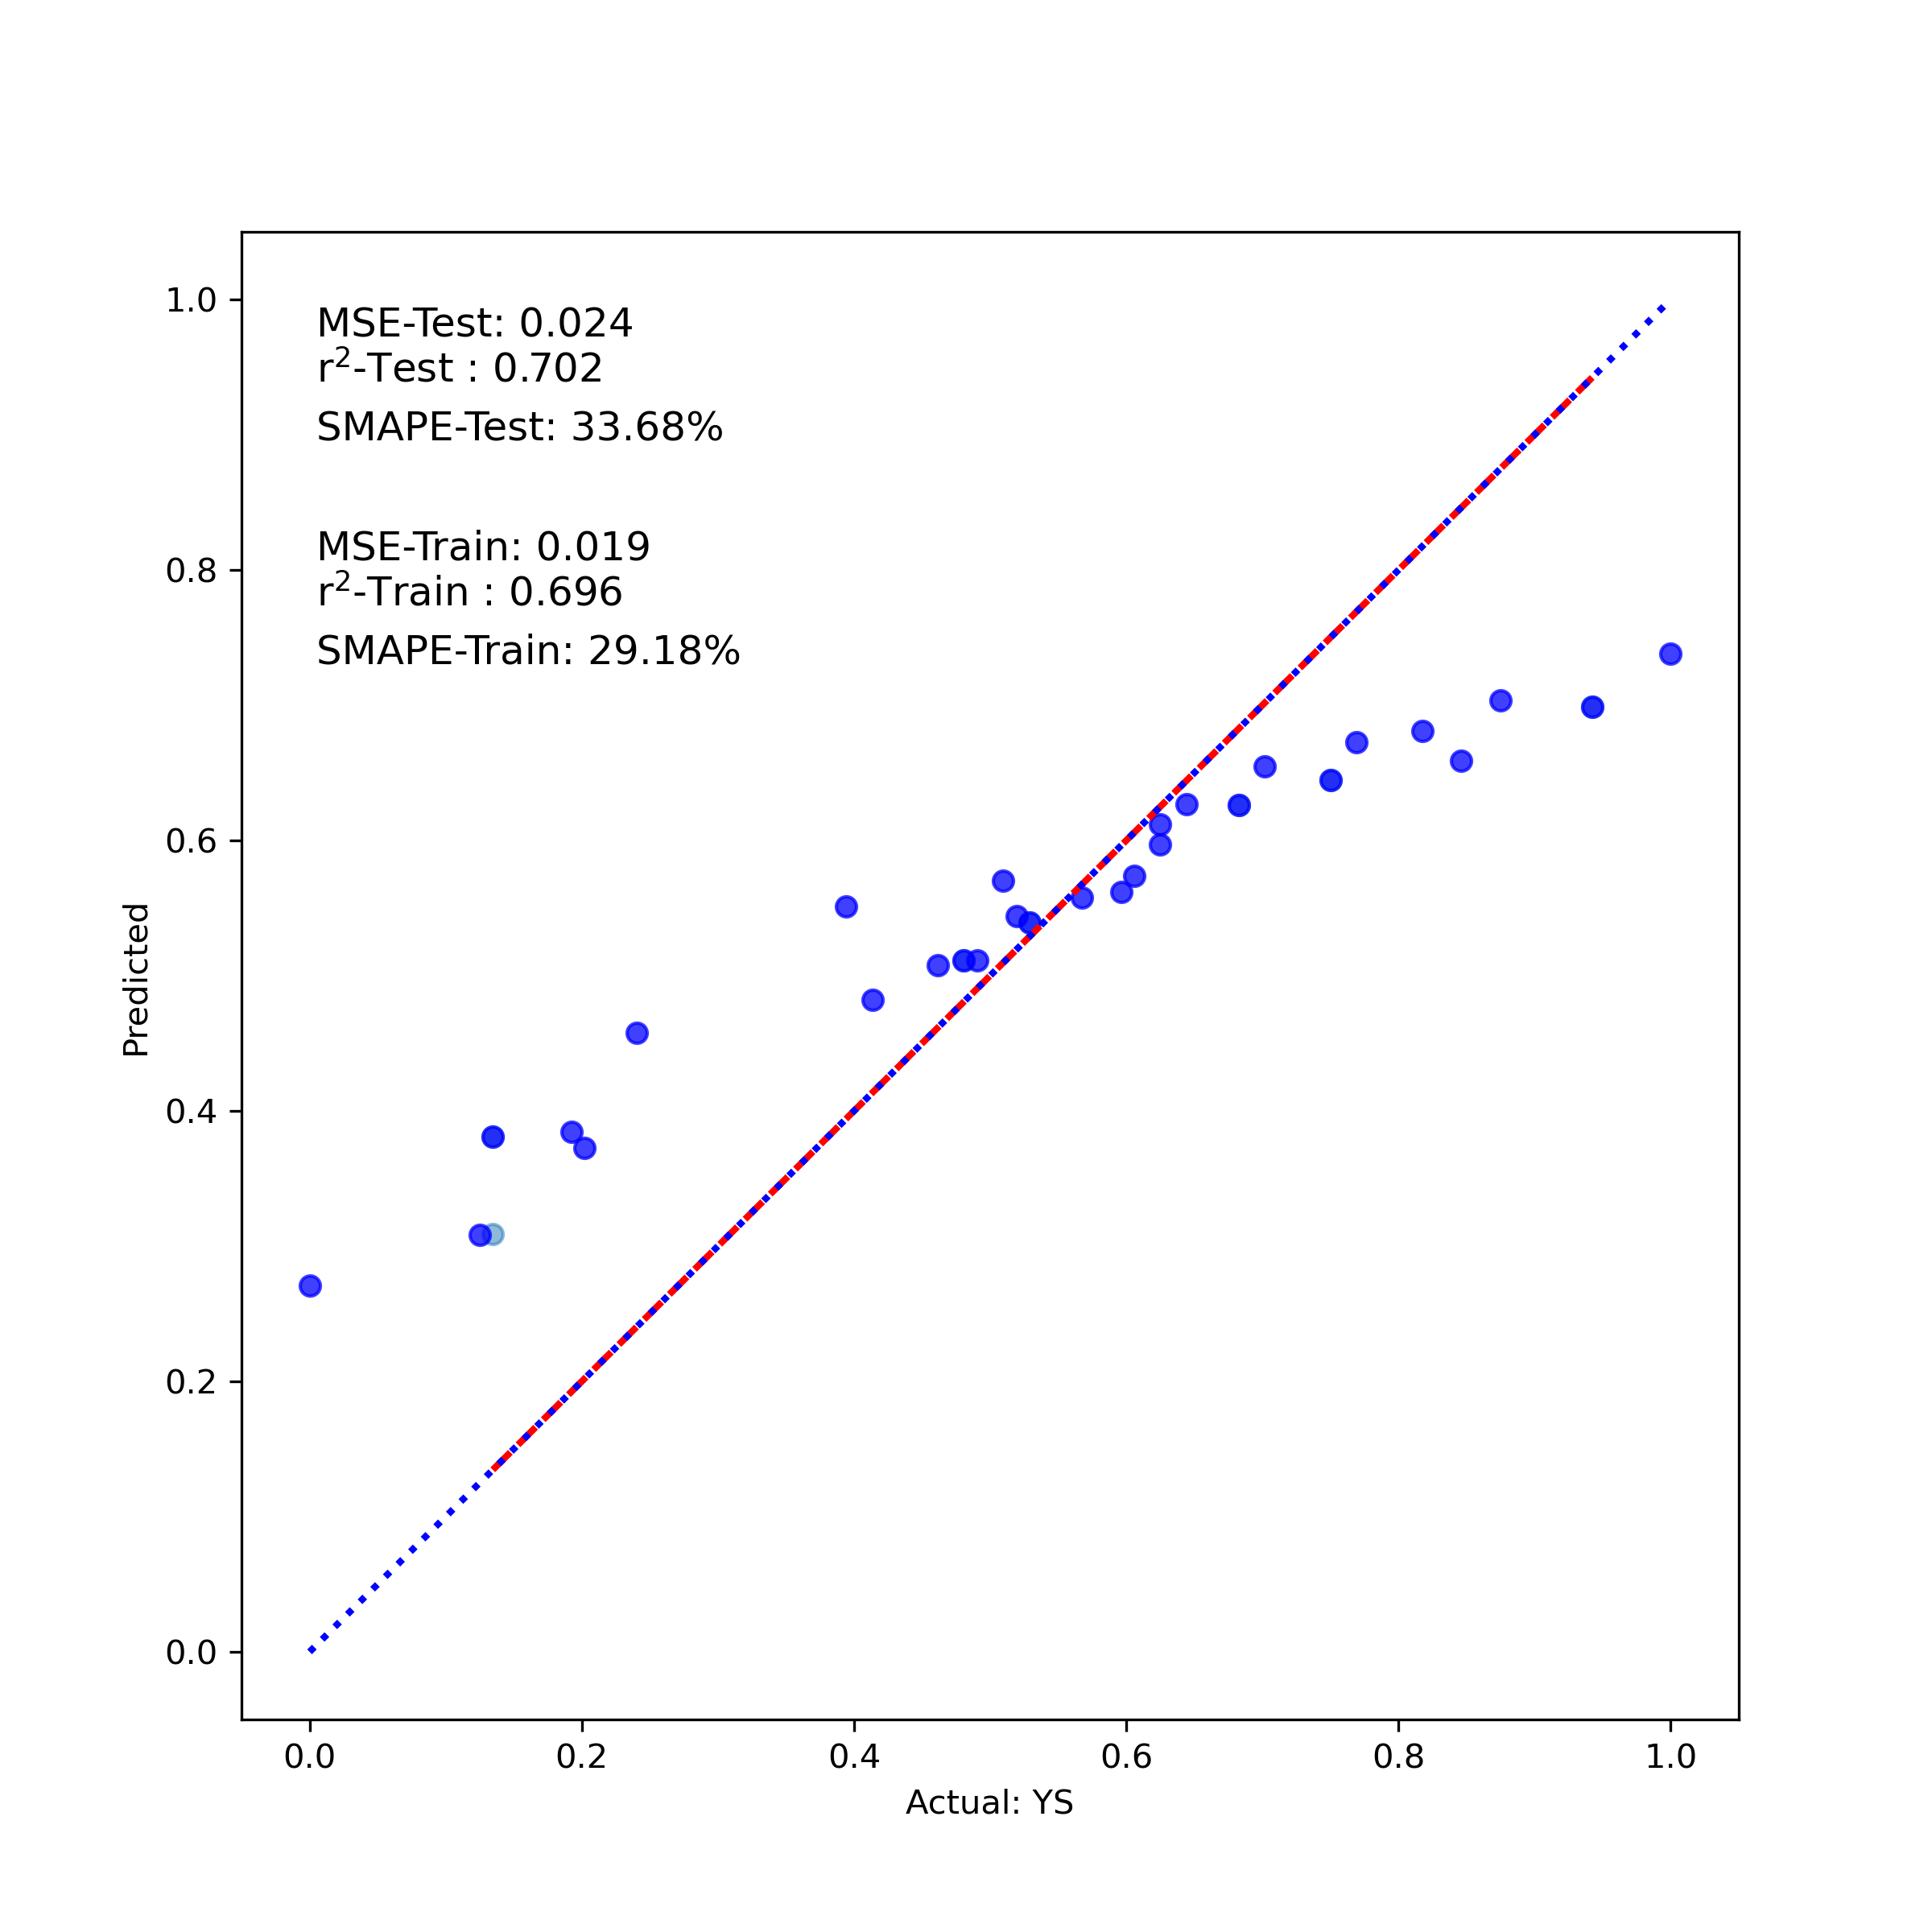 MSE-Test: 0.024
r²-Test : 0.702
SMAPE-Test: 33.68%
MSE-Train: 0.019
r²-Train : 0.696
SMAPE-Train: 29.18%
1.0
0.8
0.6
0.4
0.2
0.0
Predicted
0.0 0.2 0.4 0.6 0.8 1.0
Actual: YS